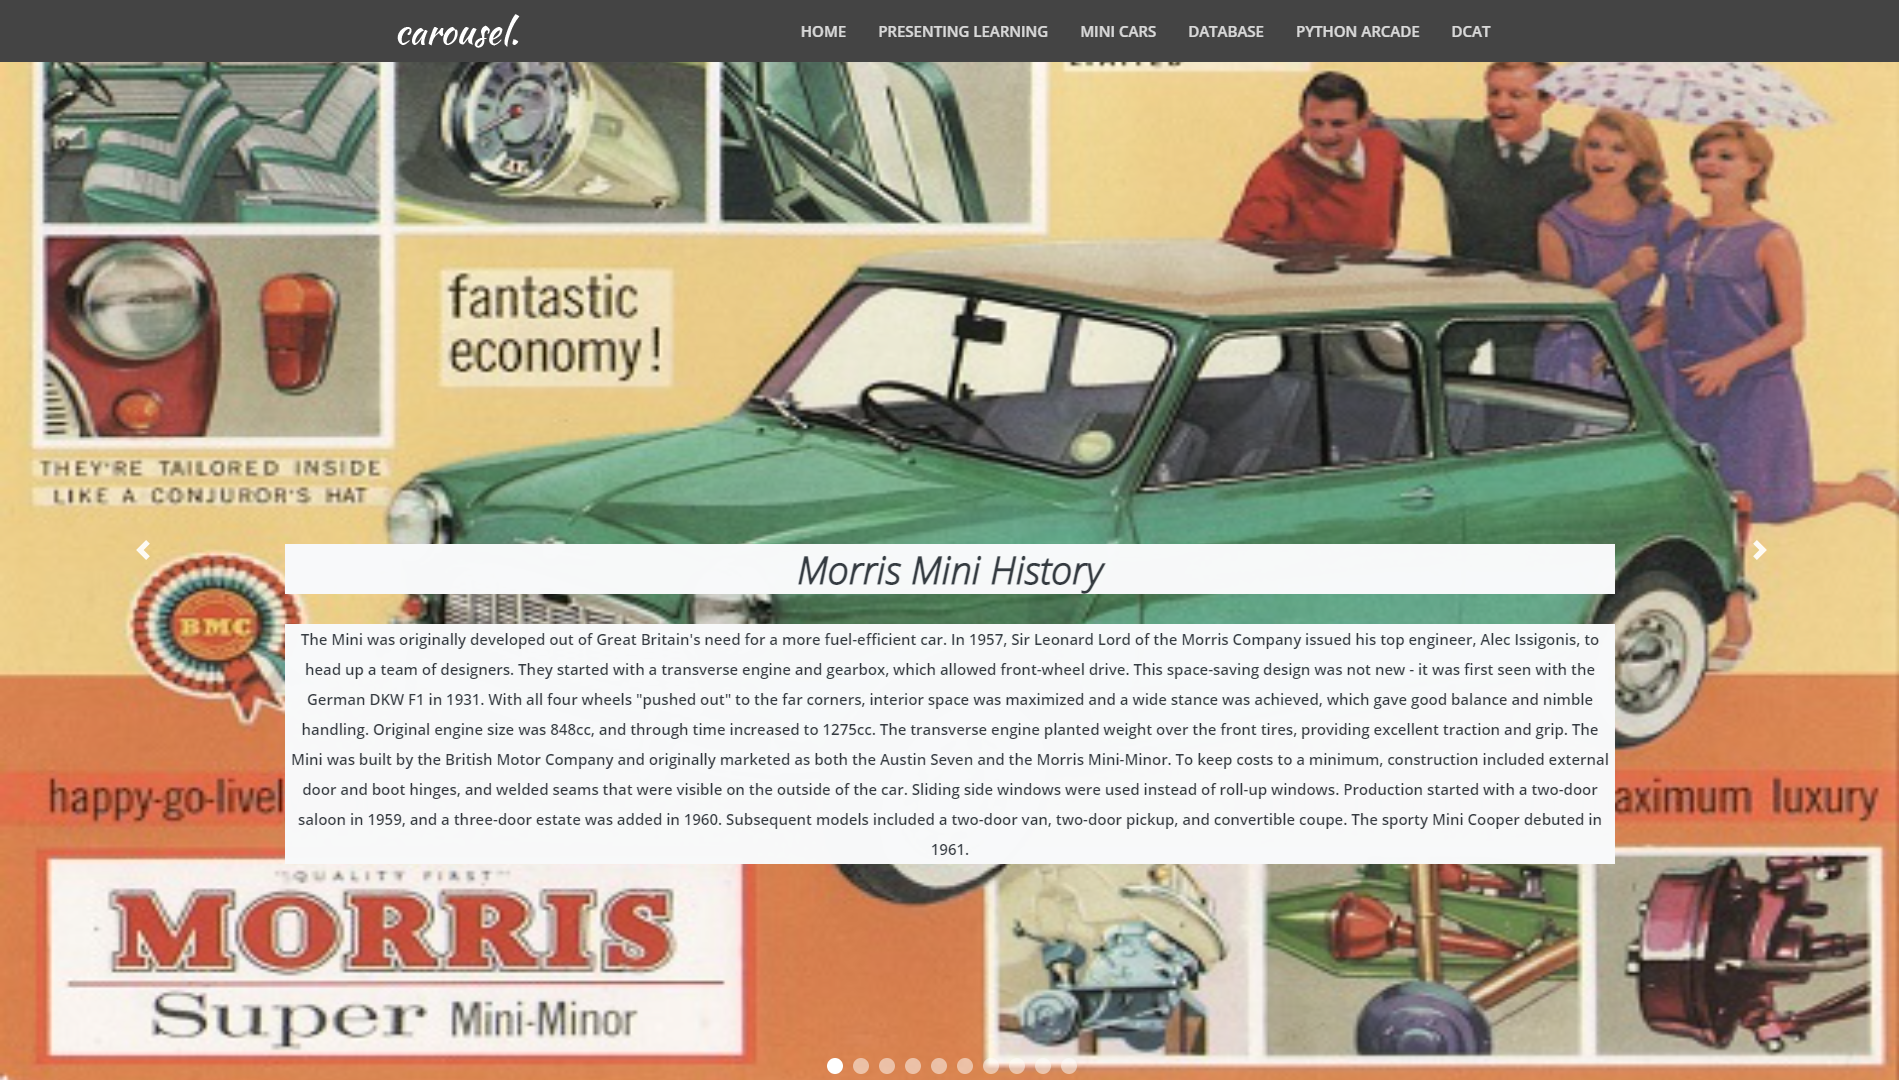 carousel.
HOME PRESENTING LEARNING MINI CARS DATABASE PYTHON ARCADE DCAT
fantastic
economy!
THEY'RE TAILORED INSIDE
LIKE A CONJUROR'S HAT
Morris Mini History
BMC
The Mini was originally developed out of Great Britain's need for a more fuel-efficient car. In 1957, Sir Leonard Lord of the Morris Company issued his top engineer, Alec Issigonis, to
head up a team of designers. They started with a transverse engine and gearbox, which allowed front-wheel drive. This space-saving design was not new - it was first seen with the
German DKW F1 in 1931. With all four wheels "pushed out" to the far corners, interior space was maximized and a wide stance was achieved, which gave good balance and nimble
handling. Original engine size was 848cc, and through time increased to 1275cc. The transverse engine planted weight over the front tires, providing excellent traction and grip. The
Mini was built by the British Motor Company and originally marketed as both the Austin Seven and the Morris Mini-Minor. To keep costs to a minimum, construction included external
door and boot hinges, and welded seams that were visible on the outside of the car. Sliding side windows were used instead of roll-up windows. Production started with a two-door
saloon in 1959, and a three-door estate was added in 1960. Subsequent models included a two-door van, two-door pickup, and convertible coupe. The sporty Mini Cooper debuted in
1961.
happy-go-livel
aximum luxury
"QUALITY FIRST"
MORRIS
Super Mini-Minor